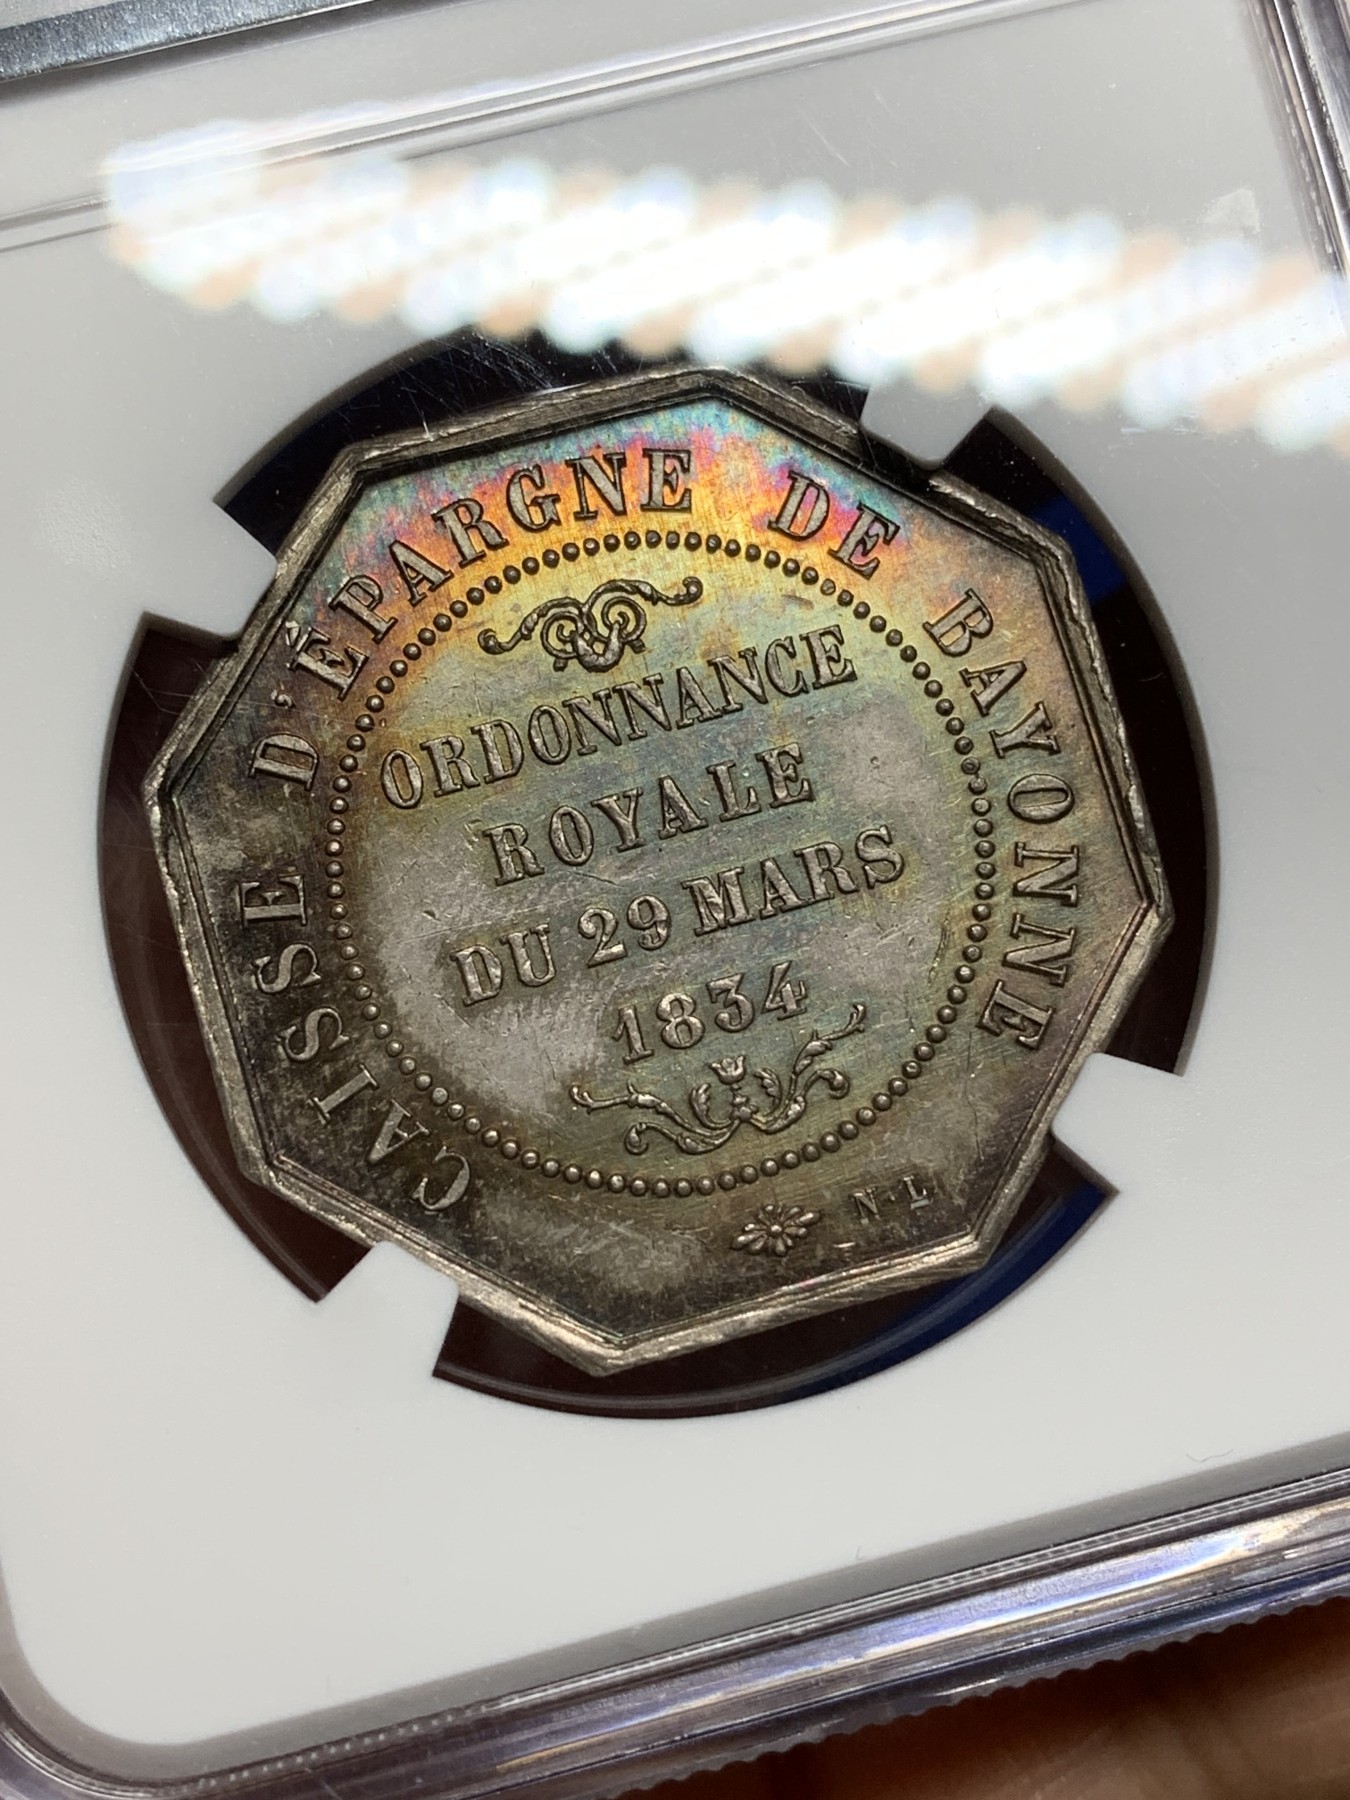 CAISSE D'ÉPARGNE DE BAYONNE
ORDONNANCE
ROYALE
DU 29 MARS
1834
N·L